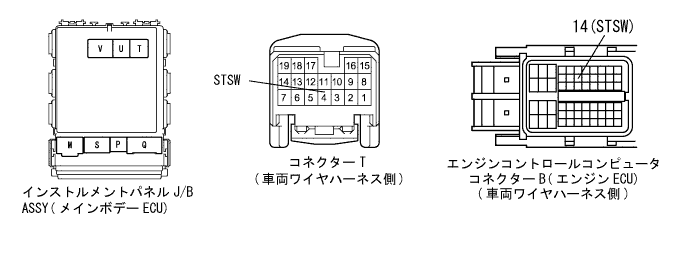 14(STSW)
V U T
STSW
19 18 17 16 15
14 13 12 11 10 9 8
7 6 5 4 3 2 1
M S P Q
インストルメントパネル J/B
ASSY(メインボデー ECU)
コネクターT
(車両ワイヤハーネス側)
エンジンコントロールコンピュータ
コネクターB(エンジン ECU)
(車両ワイヤハーネス側)